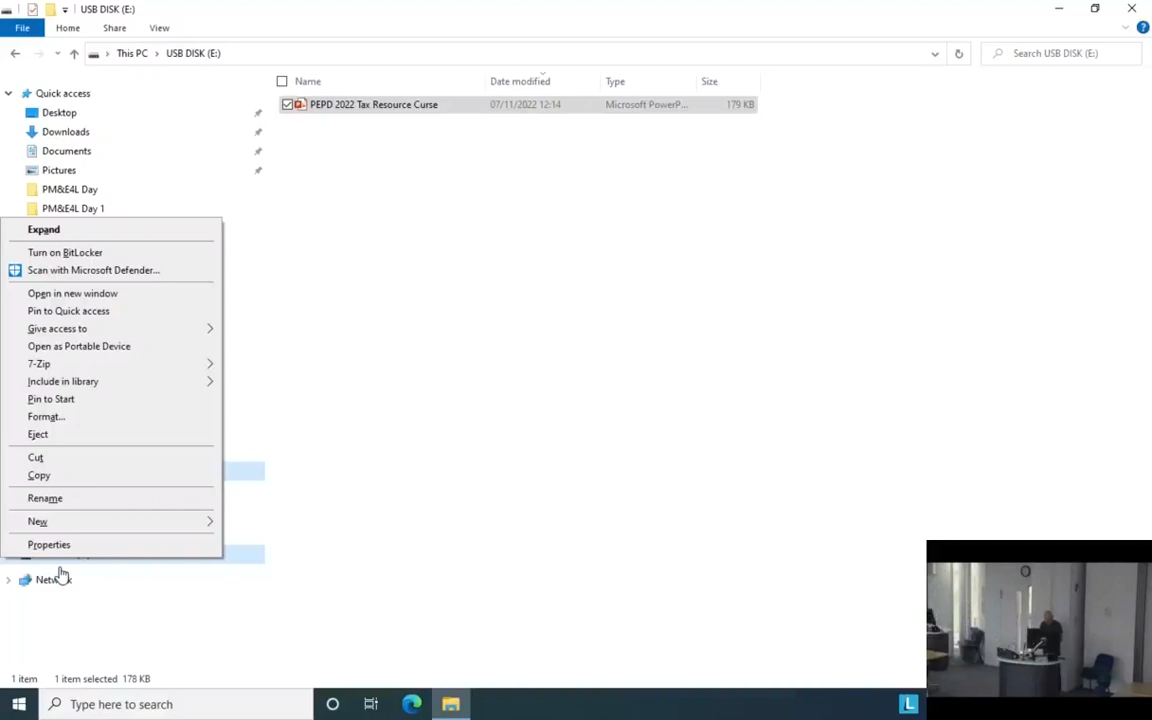 USB DISK (E:)
File Home Share View
This PC USB DISK (E:)
Search USB DISK (E:)
Name Date modified Type Size
PEPD 2022 Tax Resource Curse 07/11/2022 12:14 Microsoft PowerP... 179 KB
Quick access
Desktop
Downloads
Documents
Pictures
PM&E4L Day
PM&E4L Day 1
Expand
Turn on BitLocker
Scan with Microsoft Defender...
Open in new window
Pin to Quick access
Give access to
Open as Portable Device
7-Zip
Include in library
Pin to Start
Format...
Eject
Cut
Copy
Rename
New
Properties
Network
1 item 1 item selected 178 KB
Type here to search
L